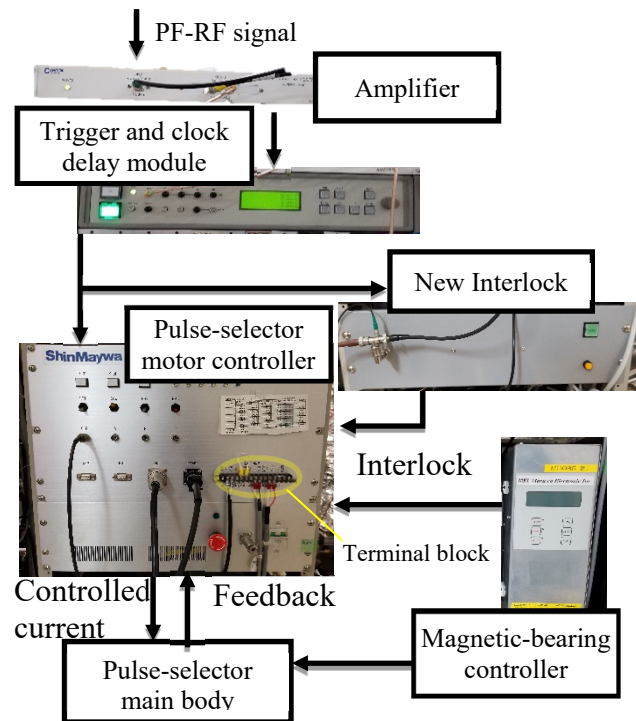 PF-RF signal
Amplifier
Trigger and clock
delay module
New Interlock
Pulse-selector
motor controller
ShinMaywa
Interlock
Terminal block
Controlled
current
Feedback
Magnetic-bearing
controller
Pulse-selector
main body